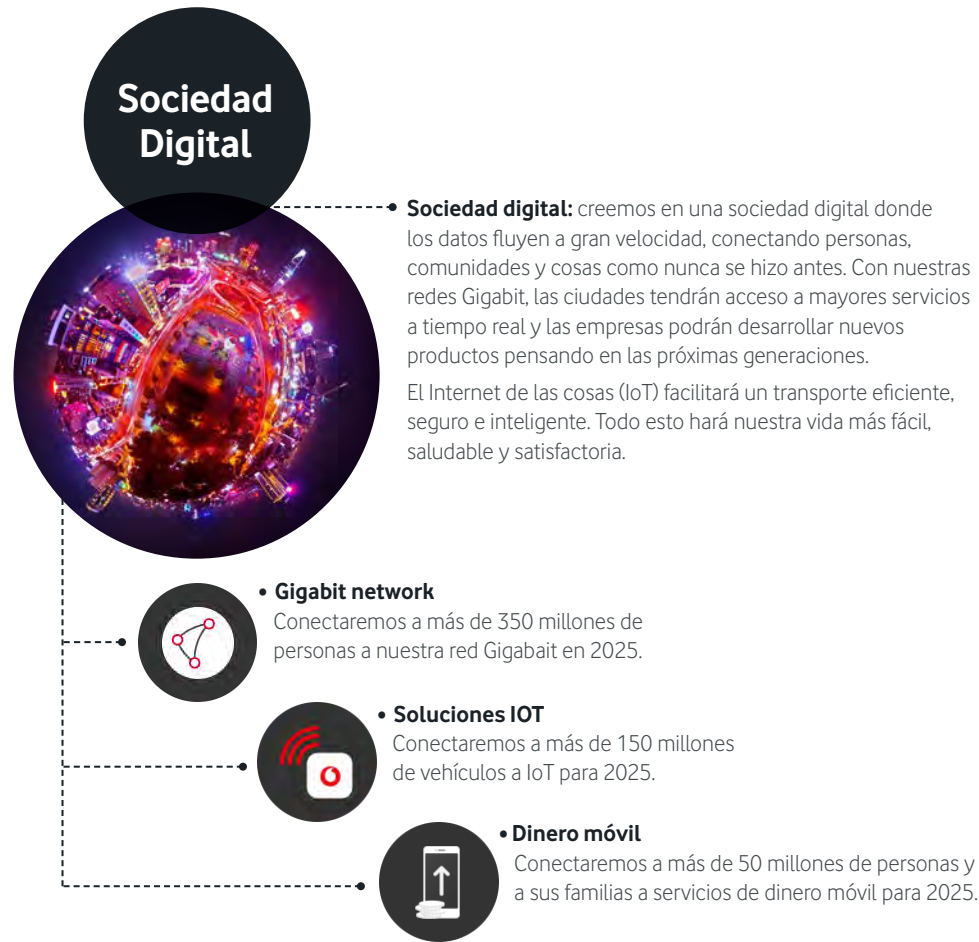 Sociedad
Digital
Sociedad digital: creemos en una sociedad digital donde
los datos fluyen a gran velocidad, conectando personas,
comunidades y cosas como nunca se hizo antes. Con nuestras
redes Gigabit, las ciudades tendrán acceso a mayores servicios
a tiempo real y las empresas podrán desarrollar nuevos
productos pensando en las próximas generaciones.
El Internet de las cosas (IoT) facilitará un transporte eficiente,
seguro e inteligente. Todo esto hará nuestra vida más fácil,
saludable y satisfactoria.
• Gigabit network
Conectaremos a más de 350 millones de
personas a nuestra red Gigabait en 2025.
• Soluciones IOT
Conectaremos a más de 150 millones
de vehículos a IoT para 2025.
• Dinero móvil
Conectaremos a más de 50 millones de personas y
a sus familias a servicios de dinero móvil para 2025.